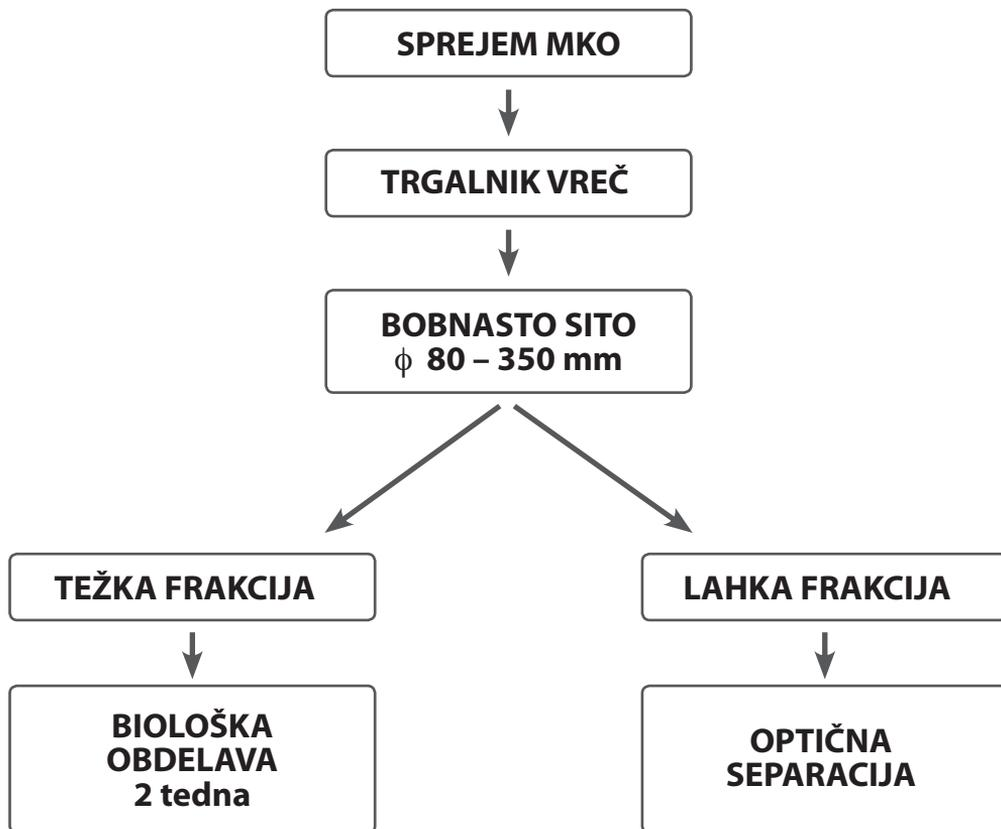 SPREJEM MKO
TRGALNIK VREČ
BOBNASTO SITO
ϕ 80 – 350 mm
TEŽKA FRAKCIJA
LAHKA FRAKCIJA
BIOLOŠKA
OBDELAVA
2 tedna
OPTIČNA
SEPARACIJA